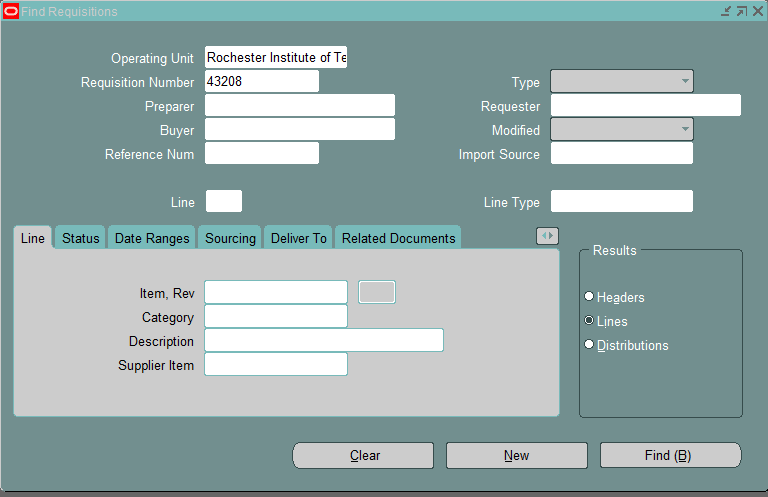 Find Requisitions
Operating Unit Rochester Institute of Te
Requisition Number 43208 Type
Preparer Requester
Buyer Modified
Reference Num Import Source
Line Line Type
Line Status Date Ranges Sourcing Deliver To Related Documents
Results
Item, Rev
Headers
Category
Lines
Description
Distributions
Supplier Item
Clear New Find (B)